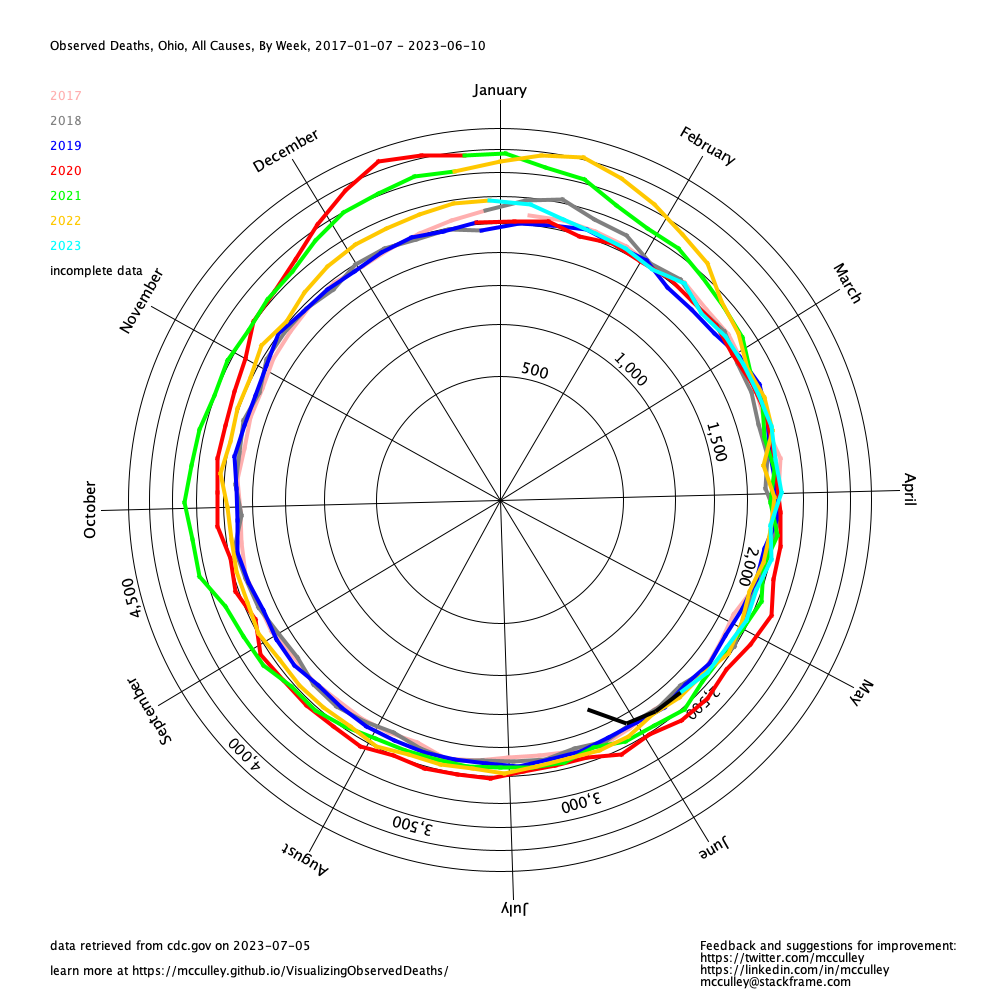 Observed Deaths, Ohio, All Causes, By Week, 2017-01-07 - 2023-06-10
January
2017
2018
2019
2020
2021
2022
2023
incomplete data
December
February
November
March
500
1,000
1,500
October
April
2,000
4,500
2,500
September
May
4,000
3,500
3,000
August
June
July
data retrieved from cdc.gov on 2023-07-05
learn more at https://mcculley.github.io/VisualizingObservedDeaths/
Feedback and suggestions for improvement:
https://twitter.com/mcculley
https://linkedin.com/in/mcculley
mcculley@stackframe.com